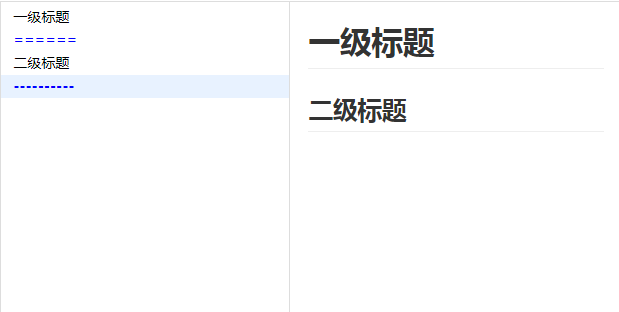 一级标题
======
二级标题
----------
一级标题
二级标题